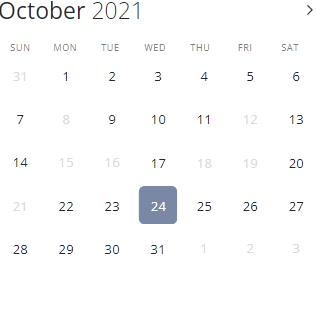 October 2021 >
SUN MON TUE WED THU FRI SAT
31 1 2 3 4 5 6
7 8 9 10 11 12 13
14 15 16 17 18 19 20
21 22 23 24 25 26 27
28 29 30 31 1 2 3